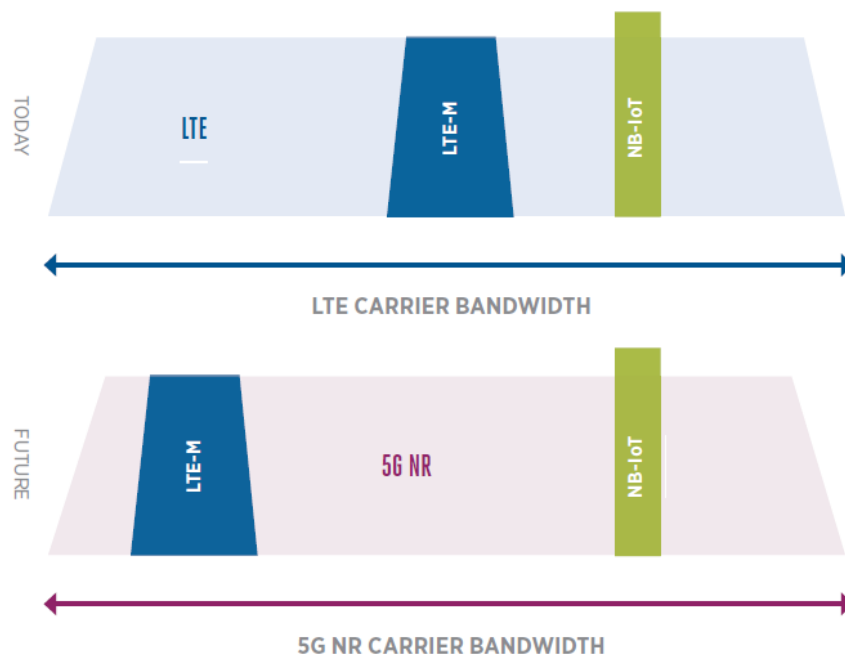 TODAY
LTE
LTE-M
NB-IoT
LTE CARRIER BANDWIDTH
FUTURE
LTE-M
5G NR
NB-IoT
5G NR CARRIER BANDWIDTH